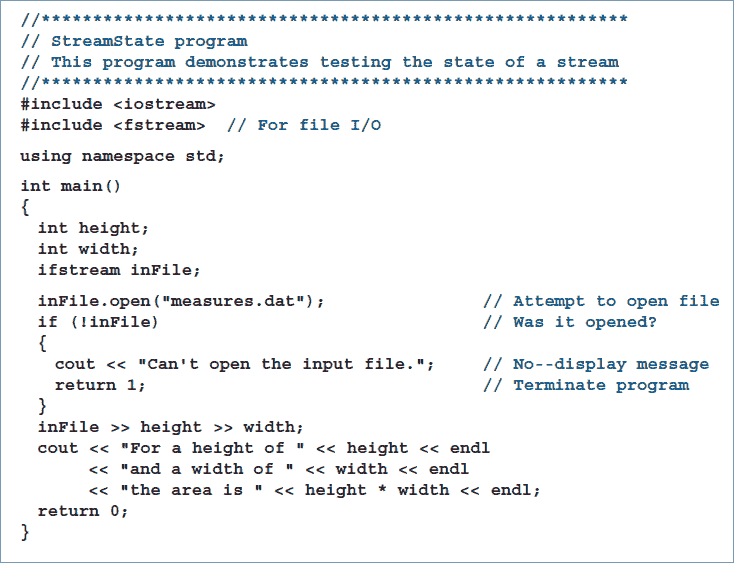 //*********************************************************
// StreamState program
// This program demonstrates testing the state of a stream
//*********************************************************
#include <iostream>
#include <fstream>  // For file I/O
using namespace std;
int main()
{
  int height;
  int width;
  ifstream inFile;
  inFile.open("measures.dat");                  // Attempt to open file
  if (!inFile)                                  // Was it opened?
  {
    cout << "Can't open the input file.";       // No--display message
    return 1;                                   // Terminate program
  }
  inFile >> height >> width;
  cout << "For a height of " << height << endl
       << "and a width of " << width << endl
       << "the area is " << height * width << endl;
  return 0;
}